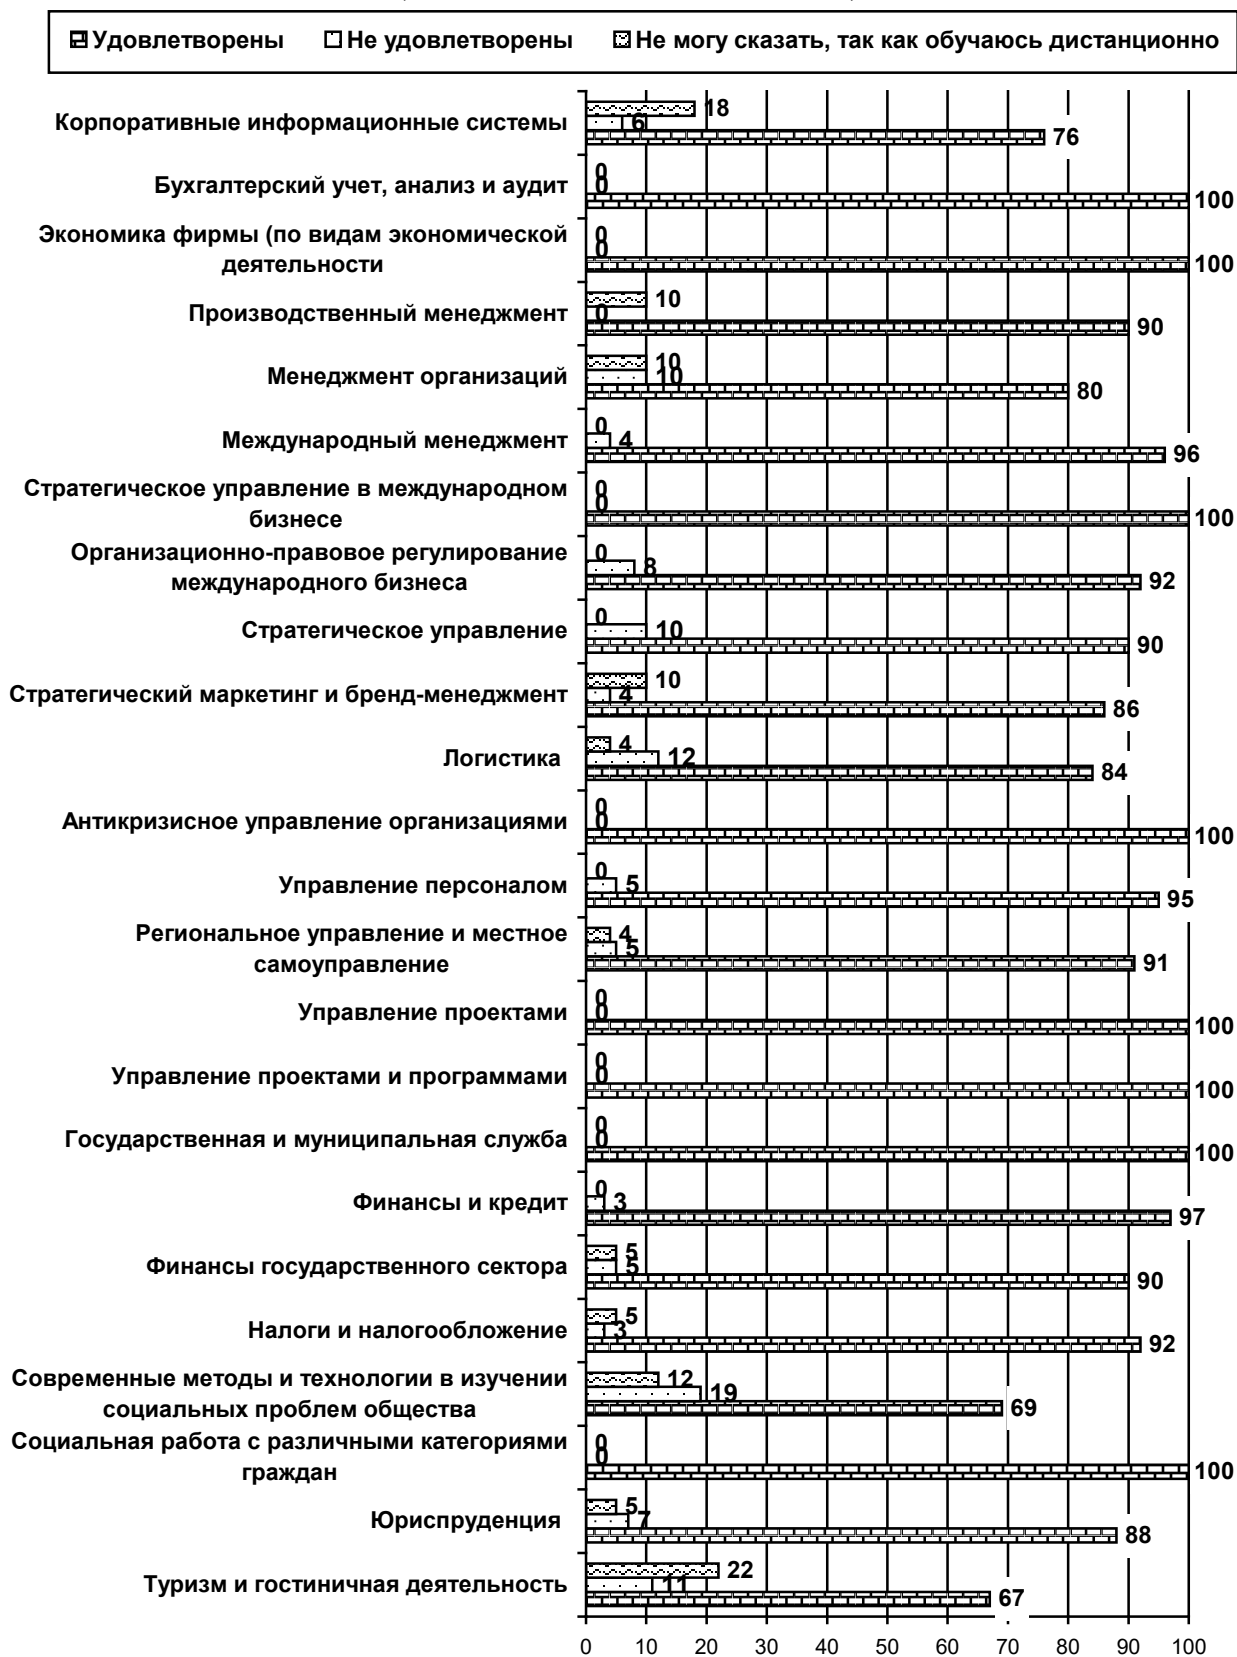 Удовлетворены Не удовлетворены Не могу сказать, так как обучаюсь дистанционно
Корпоративные информационные системы
18
6
76
Бухгалтерский учет, анализ и аудит
0
0
100
Экономика фирмы (по видам экономической
деятельности
0
0
100
Производственный менеджмент
10
0
90
Менеджмент организаций
10
10
80
Международный менеджмент
0
4
96
Стратегическое управление в международном
бизнесе
0
0
100
Организационно-правовое регулирование
международного бизнеса
0
8
92
Стратегическое управление
0
10
90
Стратегический маркетинг и бренд-менеджмент
10
4
86
Логистика
4
12
84
Антикризисное управление организациями
0
0
100
Управление персоналом
0
5
95
Региональное управление и местное
самоуправление
4
5
91
Управление проектами
0
0
100
Управление проектами и программами
0
0
100
Государственная и муниципальная служба
0
0
100
Финансы и кредит
0
3
97
Финансы государственного сектора
5
5
90
Налоги и налогообложение
5
3
92
Современные методы и технологии в изучении
социальных проблем общества
12
19
69
Социальная работа с различными категориями
граждан
0
0
100
Юриспруденция
5
7
88
Туризм и гостиничная деятельность
22
11
67
0 10 20 30 40 50 60 70 80 90 100